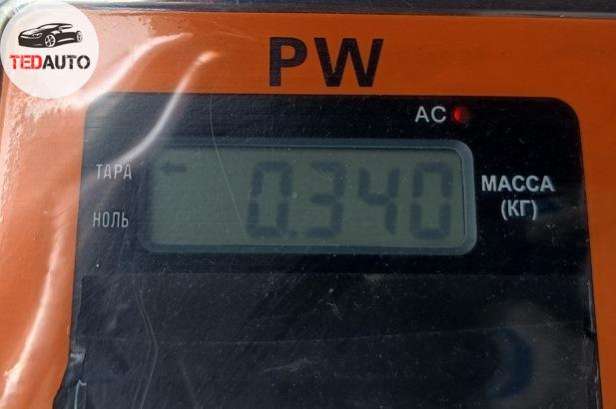 TEDAUTO
PW
AC
ТАРА
0.340
МАССА
(КГ)
НОЛЬ